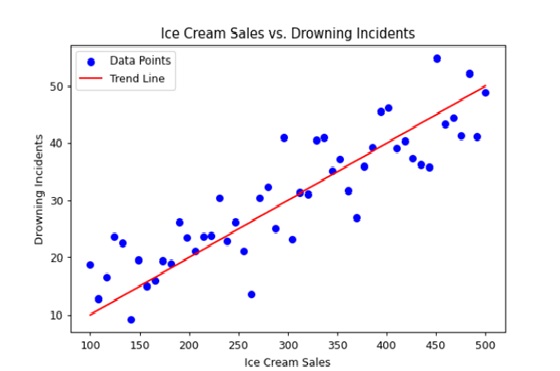 Ice Cream Sales vs. Drowning Incidents
Data Points
Trend Line
Drowning Incidents
50
40
30
20
10
100 150 200 250 300 350 400 450 500
Ice Cream Sales